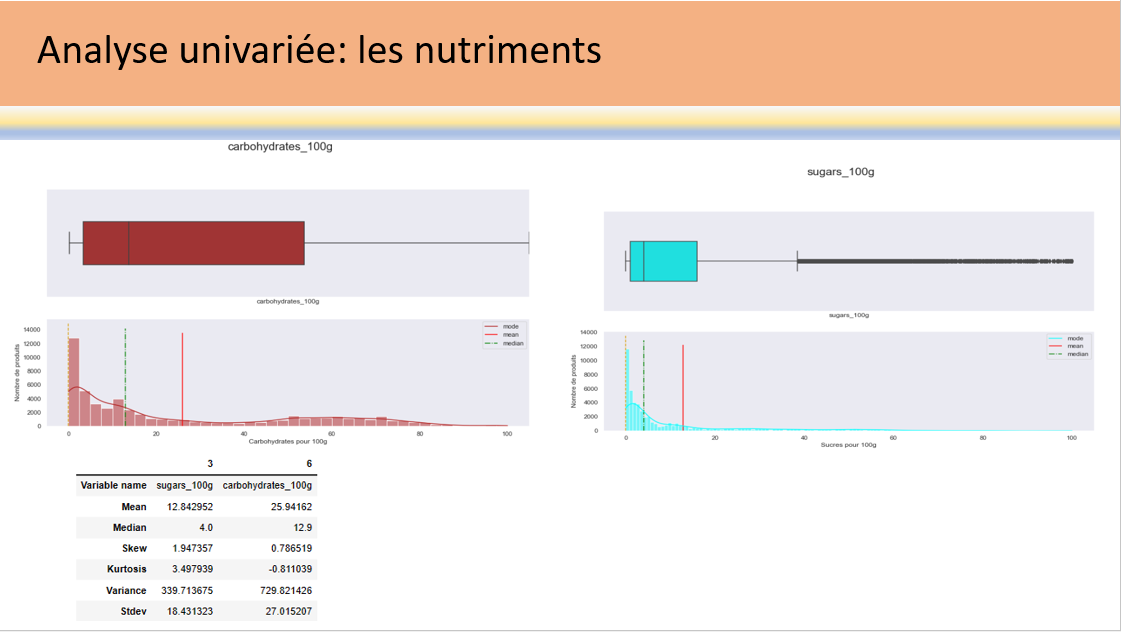 Analyse univariée: les nutriments
carbohydrates_100g
carbohydrates_100g
14000
12000
10000
8000
6000
4000
2000
0
Nombre de produits
mode
mean
median
0 20 40 60 80 100
Carbohydrates pour 100g
sugars_100g
sugars_100g
14000
12000
10000
8000
6000
4000
2000
0
Nombre de produits
mode
mean
median
0 20 40 60 80 100
Sucres pour 100g
3 6
Variable name sugars_100g carbohydrates_100g
Mean 12.842952 25.94162
Median 4.0 12.9
Skew 1.947357 0.786519
Kurtosis 3.497939 -0.811039
Variance 339.713675 729.821426
Stdev 18.431323 27.015207